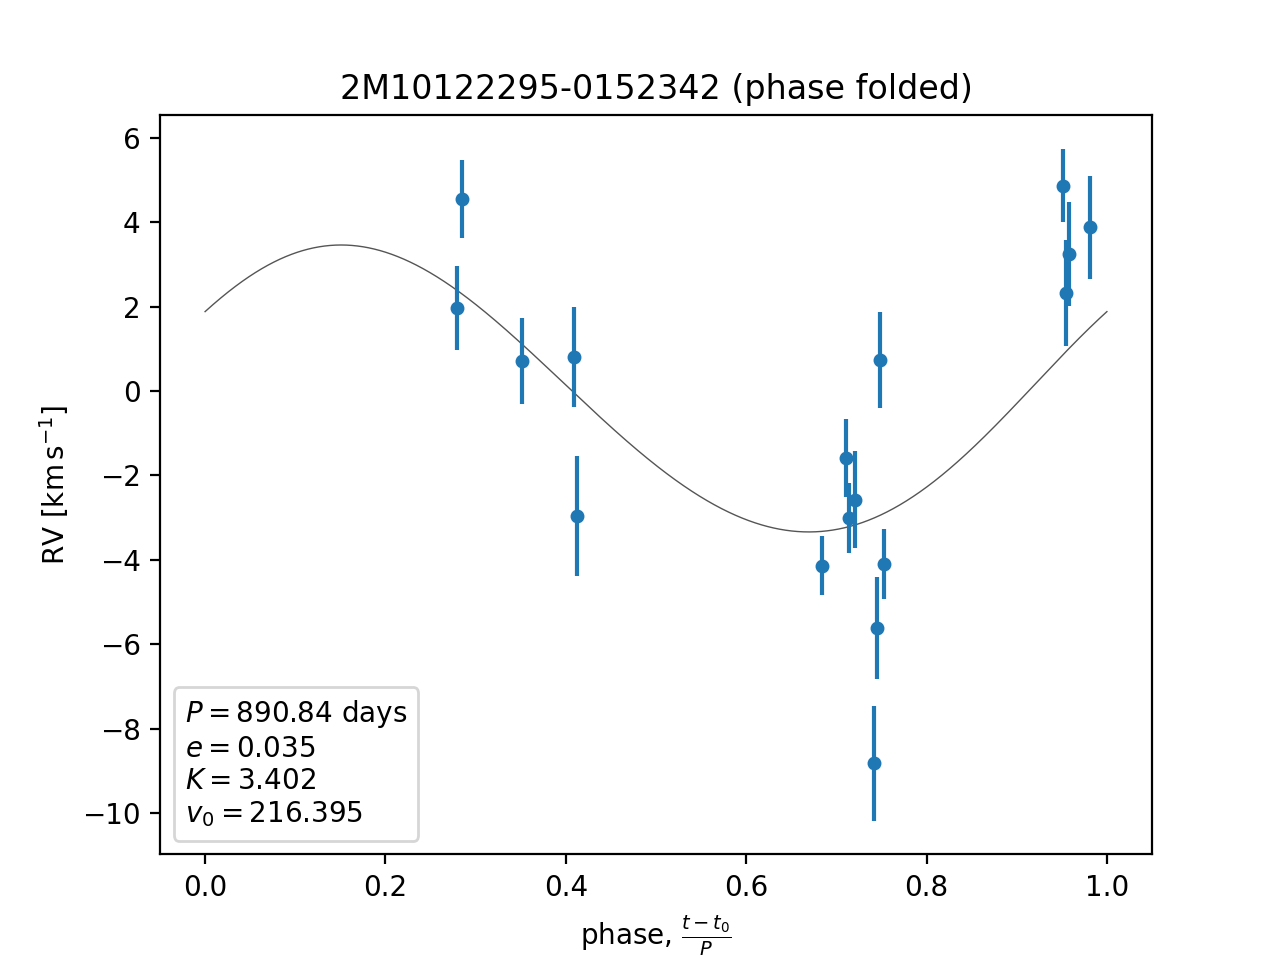 2M10122295-0152342 (phase folded)
6
4
2
0
−2
−4
−6
−8
−10
RV [km s−1]
P = 890.84 days
e = 0.035
K = 3.402
v0 = 216.395
0.0 0.2 0.4 0.6 0.8 1.0
phase, t − t0 / P